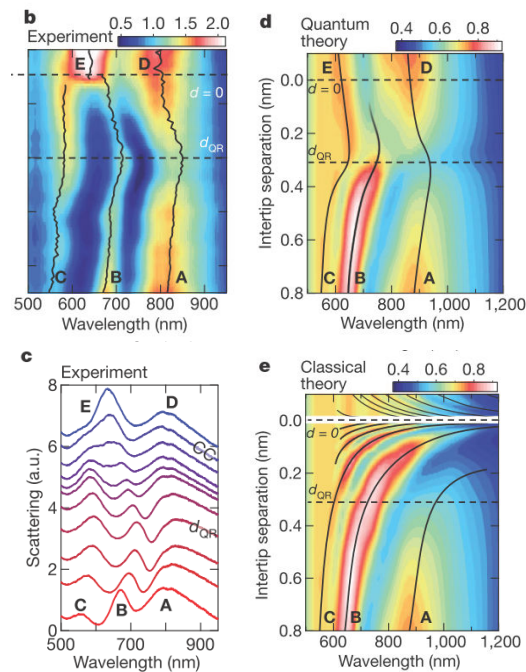 b
Experiment
0.5 1.0 1.5 2.0
E
D
d = 0
dQR
C
B
A
500 600 700 800 900
Wavelength (nm)
d
Quantum
theory
0.4 0.6 0.8
Intertip separation (nm)
0.0
0.2
0.4
0.6
0.8
E
D
d = 0
dQR
C
B
A
600 800 1,000 1,200
Wavelength (nm)
c
Experiment
Scattering (a.u.)
8
6
4
2
0
E
D
CC
dQR
C
B
A
500 600 700 800 900
Wavelength (nm)
e
Classical
theory
0.4 0.6 0.8
Intertip separation (nm)
0.0
0.2
0.4
0.6
0.8
d = 0
dQR
C
B
A
600 800 1,000 1,200
Wavelength (nm)